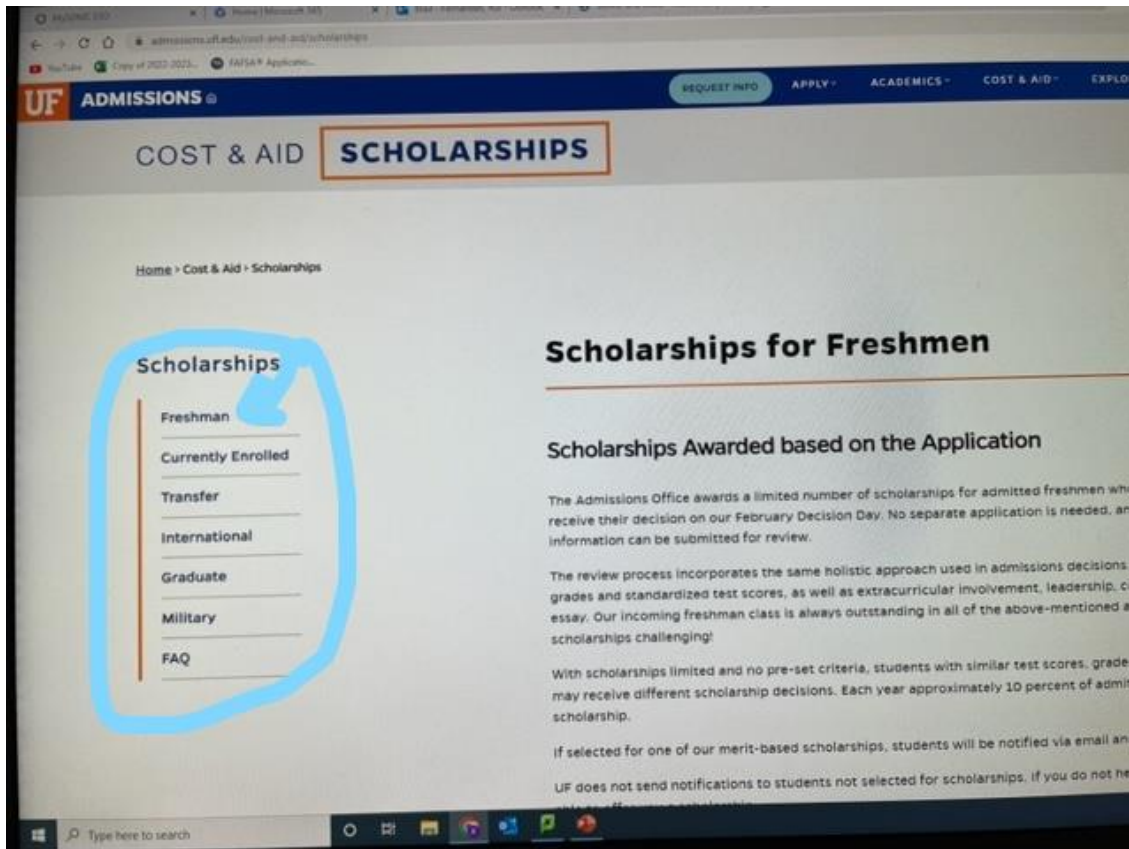 YouTube Copy of 2022-2023... FAFSA® Applicatio...
UF ADMISSIONS REQUEST INFO APPLY ACADEMICS COST & AID EXPLO
COST & AID SCHOLARSHIPS
Home > Cost & Aid > Scholarships
Scholarships
Freshman
Currently Enrolled
Transfer
International
Graduate
Military
FAQ
Scholarships for Freshmen
Scholarships Awarded based on the Application
The Admissions Office awards a limited number of scholarships for admitted freshmen wh
receive their decision on our February Decision Day. No separate application is needed, an
information can be submitted for review.
The review process incorporates the same holistic approach used in admissions decisions
grades and standardized test scores, as well as extracurricular involvement, leadership, c
essay. Our incoming freshman class is always outstanding in all of the above-mentioned a
scholarships challenging!
With scholarships limited and no pre-set criteria, students with similar test scores, grade
may receive different scholarship decisions. Each year approximately 10 percent of admit
scholarship.
If selected for one of our merit-based scholarships, students will be notified via email an
UF does not send notifications to students not selected for scholarships. If you do not he
Type here to search